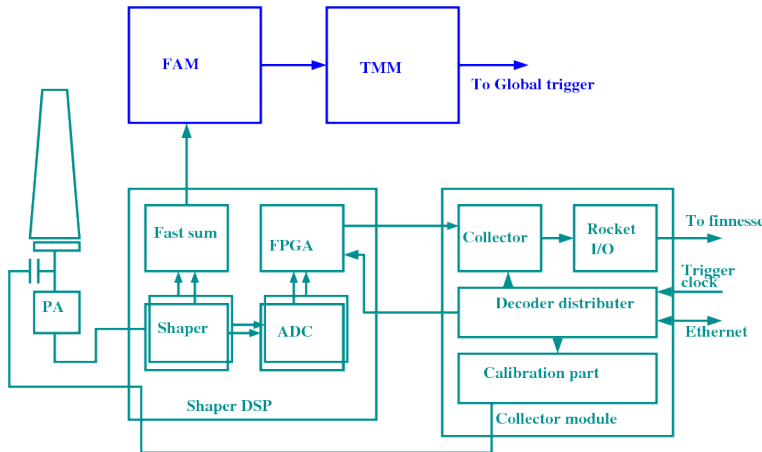 FAM
TMM
To Global trigger
Fast sum
FPGA
Collector
Rocket
I/O
To finnesse
Trigger
clock
PA
Shaper
ADC
Decoder distributer
Ethernet
Calibration part
Shaper DSP
Collector module